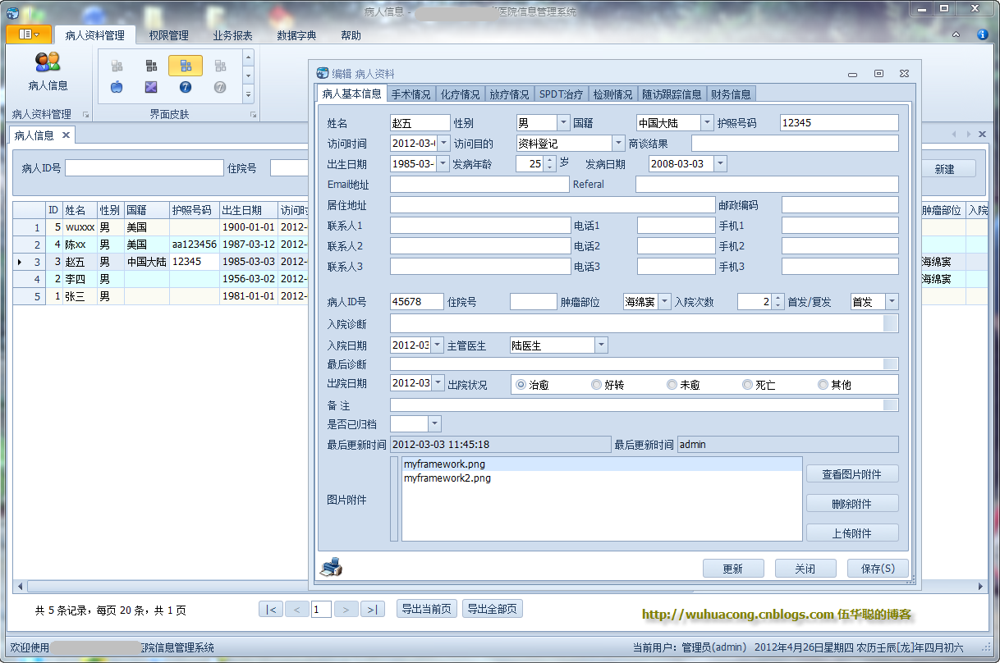 病人信息 - 医院信息管理系统
病人资料管理 权限管理 业务报表 数据字典 帮助
病人信息
病人资料管理 界面皮肤
病人信息
病人ID号 住院号 新建
ID 姓名 性别 国籍 护照号码 出生日期 访问时 肿瘤部位 入院
1 5 wuxxx 男 美国 1900-01-01 2012-
2 4 陈xx 男 美国 aa123456 1987-03-12 2012-
3 3 赵五 男 中国大陆 12345 1985-03-03 2012- 海绵窦
4 2 李四 男 1956-03-02 2012- 海绵窦
5 1 张三 男 1981-01-01 2012-
编辑 病人资料
病人基本信息 手术情况 化疗情况 放疗情况 SPDT治疗 检测情况 随访跟踪信息 财务信息
姓名 赵五 性别 男 国籍 中国大陆 护照号码 12345
访问时间 2012-03- 访问目的 资料登记 商谈结果
出生日期 1985-03- 发病年龄 25 岁 发病日期 2008-03-03
Email地址 Referal
居住地址 邮政编码
联系人1 电话1 手机1
联系人2 电话2 手机2
联系人3 电话3 手机3
病人ID号 45678 住院号 肿瘤部位 海绵窦 入院次数 2 首发/复发 首发
入院诊断
入院日期 2012-03 主管医生 陆医生
最后诊断
出院日期 2012-03 出院状况 治愈 好转 未愈 死亡 其他
备 注
是否已归档
最后更新时间 2012-03-03 11:45:18 最后更新时间 admin
图片附件
myframework.png
myframework2.png
查看图片附件
删除附件
上传附件
更新 关闭 保存(S)
共 5 条记录，每页 20 条，共 1 页 |< < 1 > >| 导出当前页 导出全部页
http://wuhuacong.cnblogs.com 伍华聪的博客
欢迎使用 医院信息管理系统 当前用户：管理员(admin) 2012年4月26日星期四 农历壬辰[龙]年四月初六